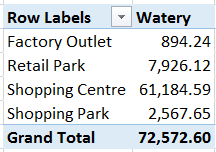 Row Labels Watery
Factory Outlet 894.24
Retail Park 7,926.12
Shopping Centre 61,184.59
Shopping Park 2,567.65
Grand Total 72,572.60